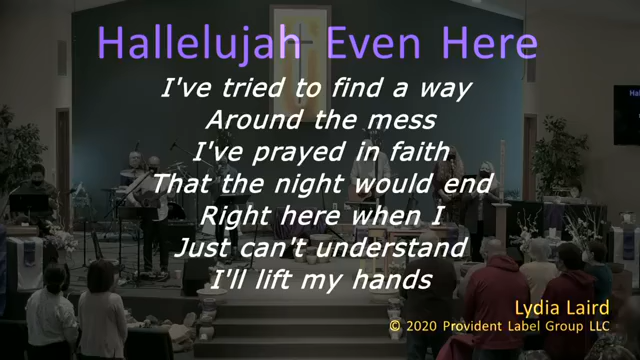 Hallelujah Even Here
I've tried to find a way
Around the mess
I've prayed in faith
That the night would end
Right here when I
Just can't understand
I'll lift my hands
Lydia Laird
© 2020 Provident Label Group LLC